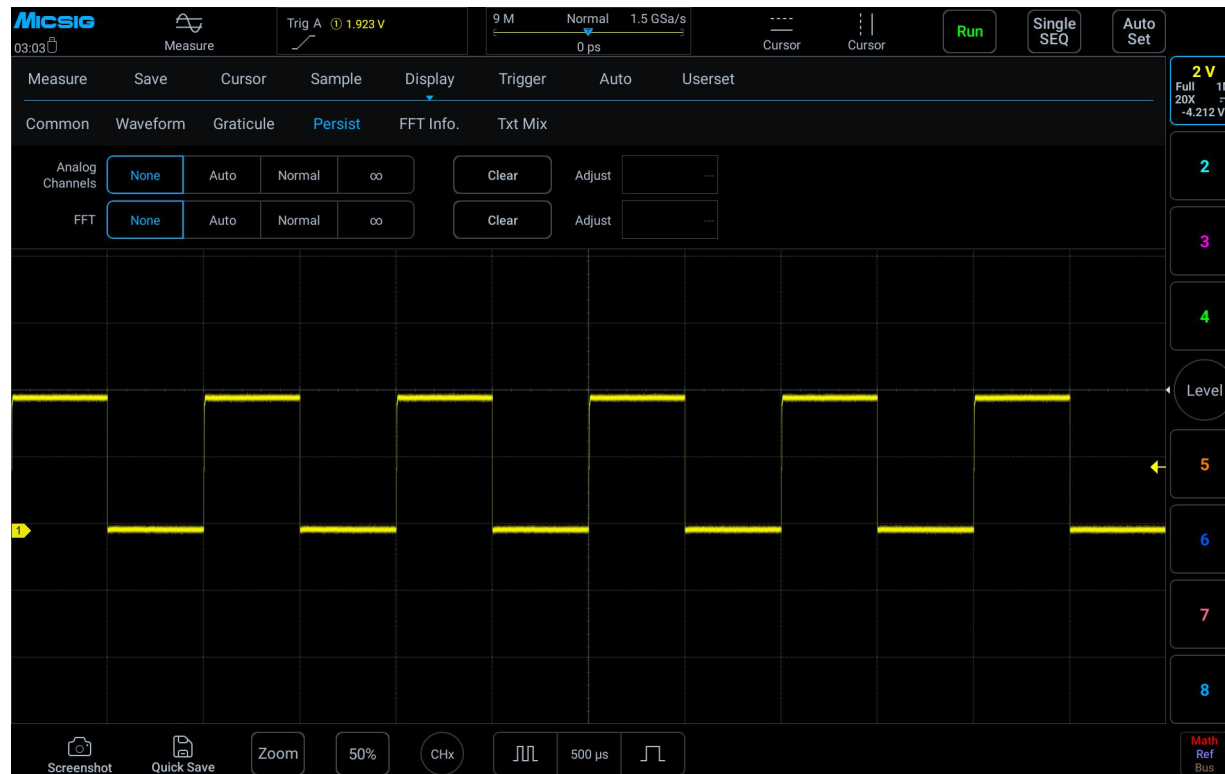 Micsig
03:03
Measure
Trig A ① 1.923 V
9 M Normal 1.5 GSa/s
0 ps
Cursor
Cursor
Run
Single
SEQ
Auto
Set
Measure Save Cursor Sample Display Trigger Auto Userset
Common Waveform Graticule Persist FFT Info. Txt Mix
Analog
Channels
None Auto Normal ∞ Clear Adjust ---
FFT None Auto Normal ∞ Clear Adjust ---
2 V
Full
20X
-4.212 V
2
3
4
Level
5
6
7
8
1
Screenshot
Quick Save
Zoom
50%
CHx
500 µs
Math
Ref
Bus